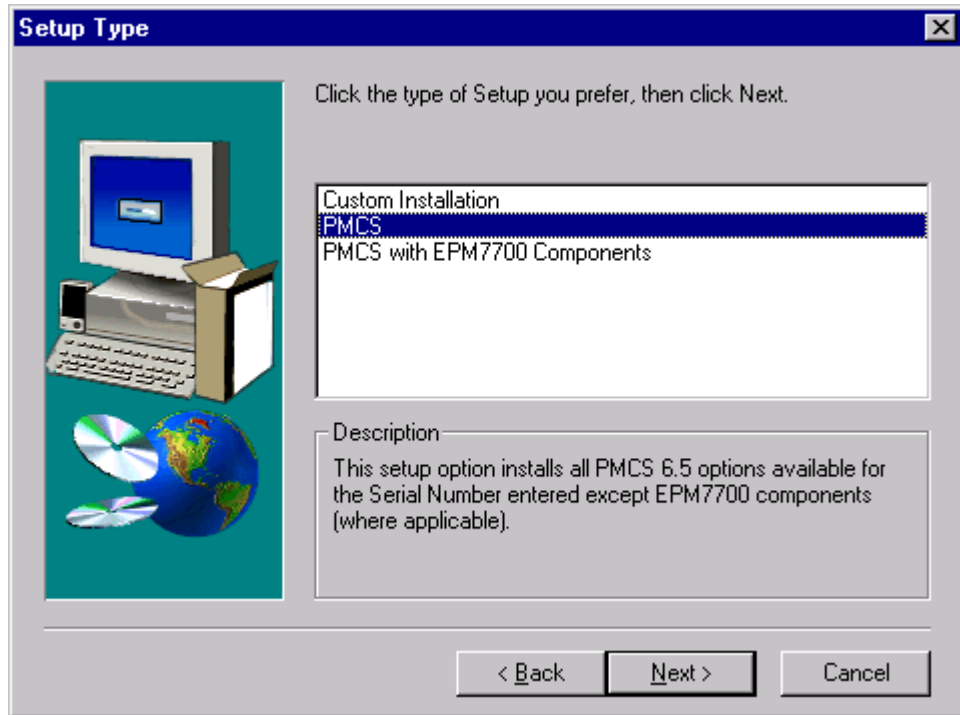 Setup Type
Click the type of Setup you prefer, then click Next.
Custom Installation
PMCS
PMCS with EPM7700 Components
Description
This setup option installs all PMCS 6.5 options available for
the Serial Number entered except EPM7700 components
(where applicable).
< Back
Next >
Cancel